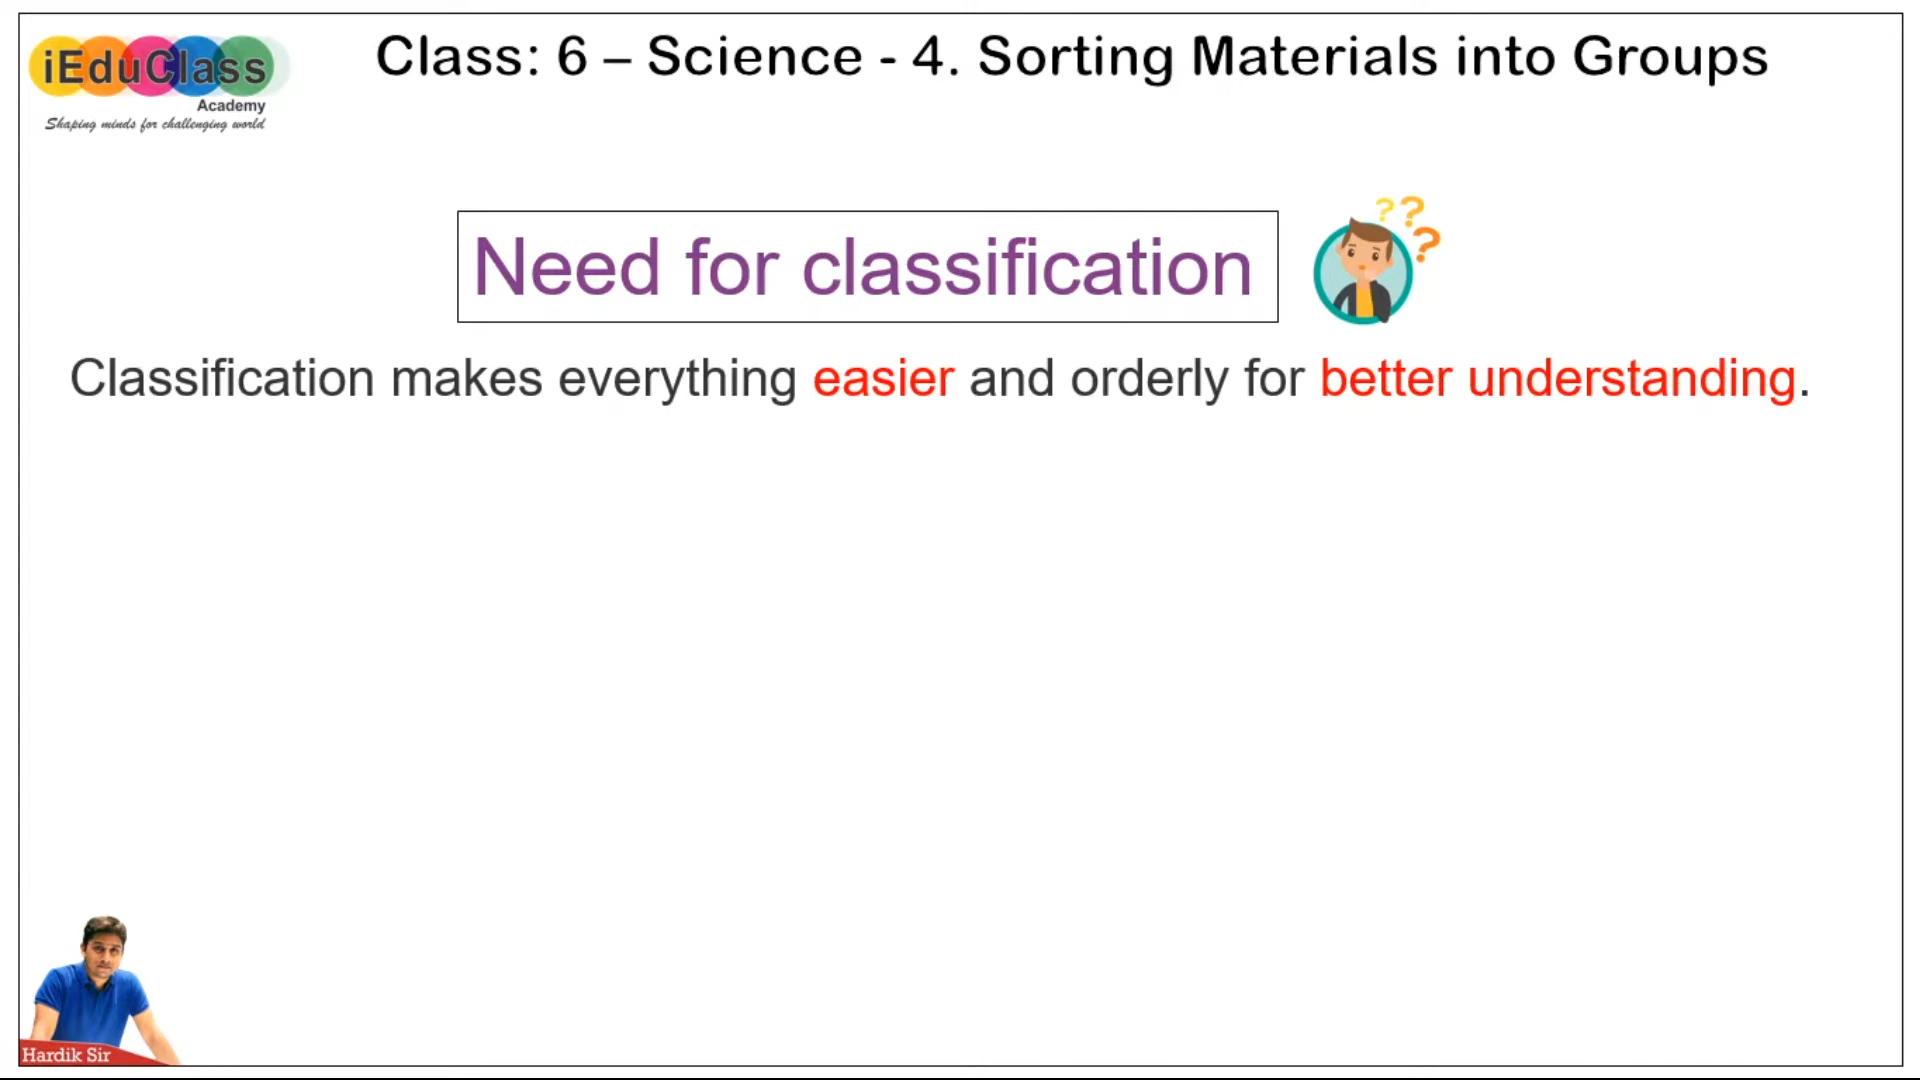 iEduClass
Academy
Shaping minds for challenging world
Class: 6 – Science - 4. Sorting Materials into Groups
???
Need for classification
Classification makes everything easier and orderly for better understanding.
Hardik Sir